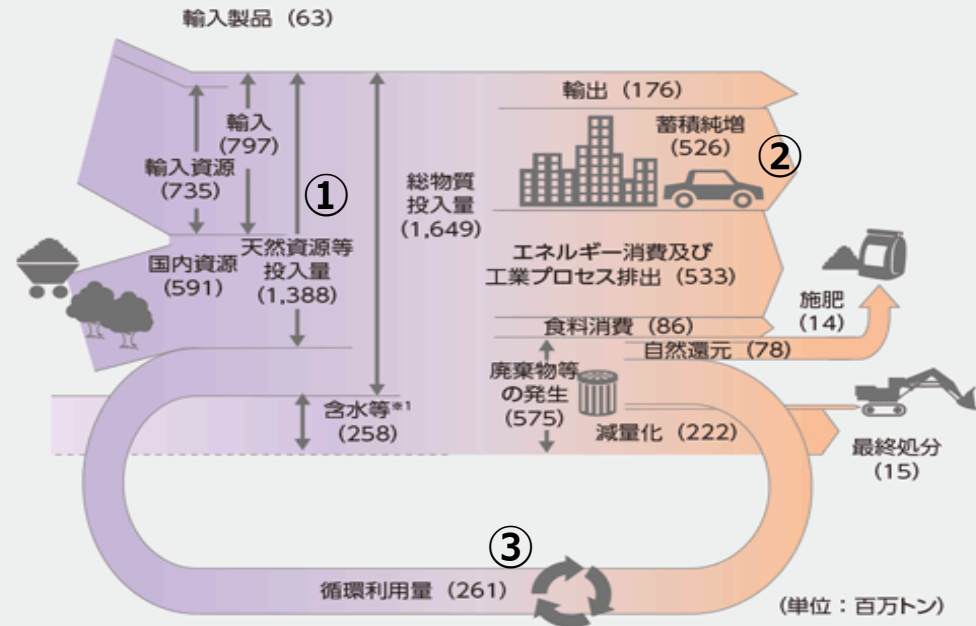 輸入製品 (63)
輸入
(797)
輸入資源
(735)
①
国内資源
(591)
天然資源等
投入量
(1,388)
総物質
投入量
(1,649)
含水等※1
(258)
輸出 (176)
蓄積純増
(526)
②
エネルギー消費及び
工業プロセス排出 (533)
食料消費 (86)
施肥
(14)
自然還元 (78)
廃棄物等
の発生
(575)
減量化 (222)
最終処分
(15)
③
循環利用量 (261)
(単位:百万トン)